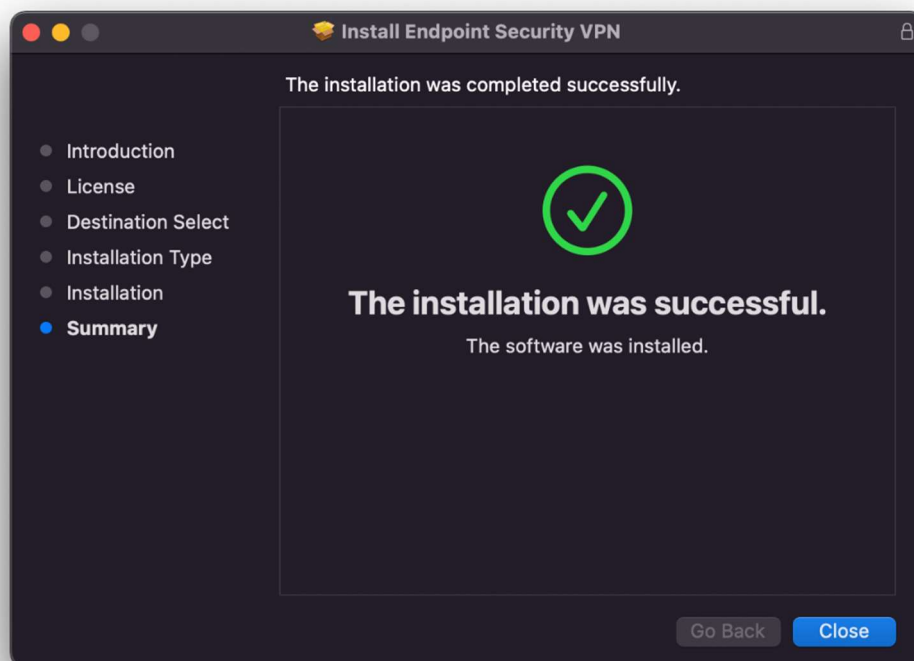 Install Endpoint Security VPN
The installation was completed successfully.
Introduction
License
Destination Select
Installation Type
Installation
Summary
The installation was successful.
The software was installed.
Go Back
Close